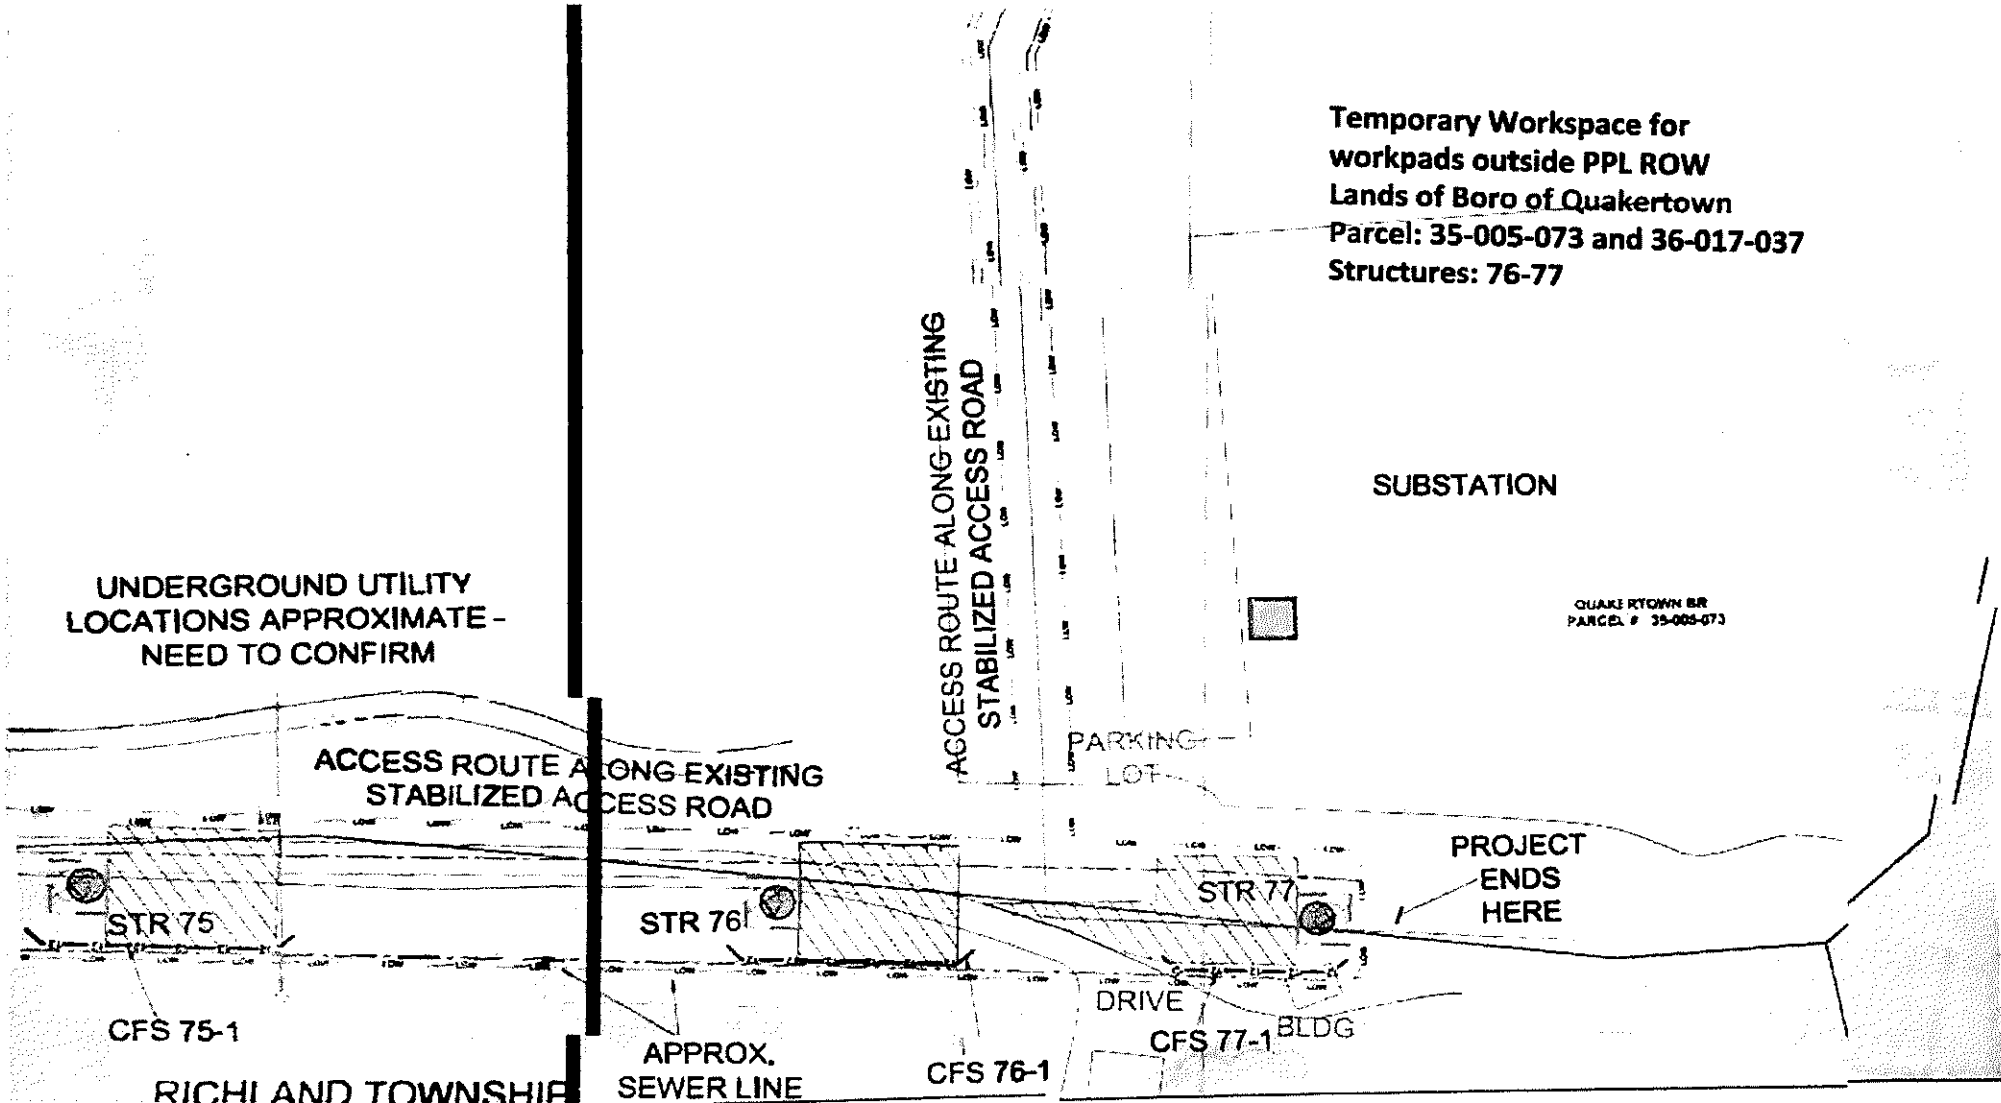 Temporary Workspace for
workpads outside PPL ROW
Lands of Boro of Quakertown
Parcel: 35-005-073 and 36-017-037
Structures: 76-77
ACCESS ROUTE ALONG EXISTING
STABILIZED ACCESS ROAD
SUBSTATION
UNDERGROUND UTILITY
LOCATIONS APPROXIMATE -
NEED TO CONFIRM
QUAKERTOWN BR
PARCEL # 35-005-073
PARKING
LOT
ACCESS ROUTE ALONG EXISTING
STABILIZED ACCESS ROAD
PROJECT
ENDS
HERE
STR 75
STR 76
STR 77
DRIVE
BLDG
CFS 75-1
APPROX.
SEWER LINE
CFS 76-1
CFS 77-1
RICHLAND TOWNSHIP